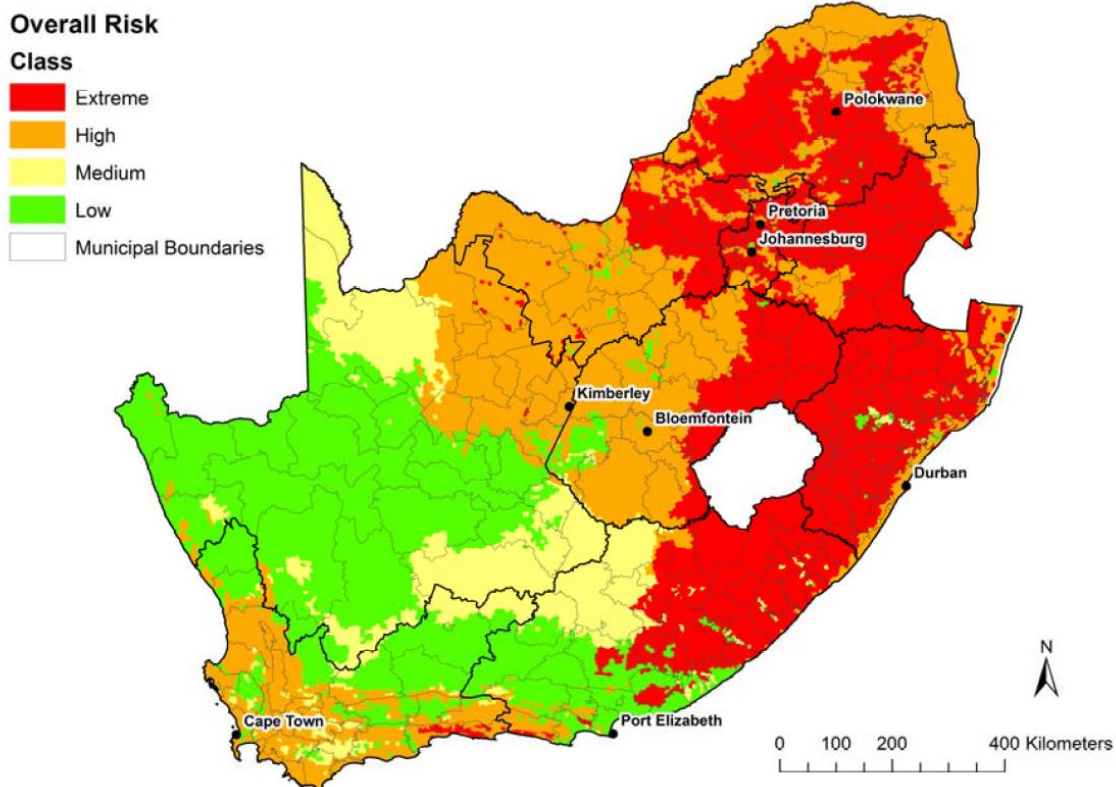 Overall Risk
Class
Extreme
High
Medium
Low
Municipal Boundaries
Polokwane
Pretoria
Johannesburg
Kimberley
Bloemfontein
Durban
Cape Town
Port Elizabeth
N
0 100 200 400 Kilometers